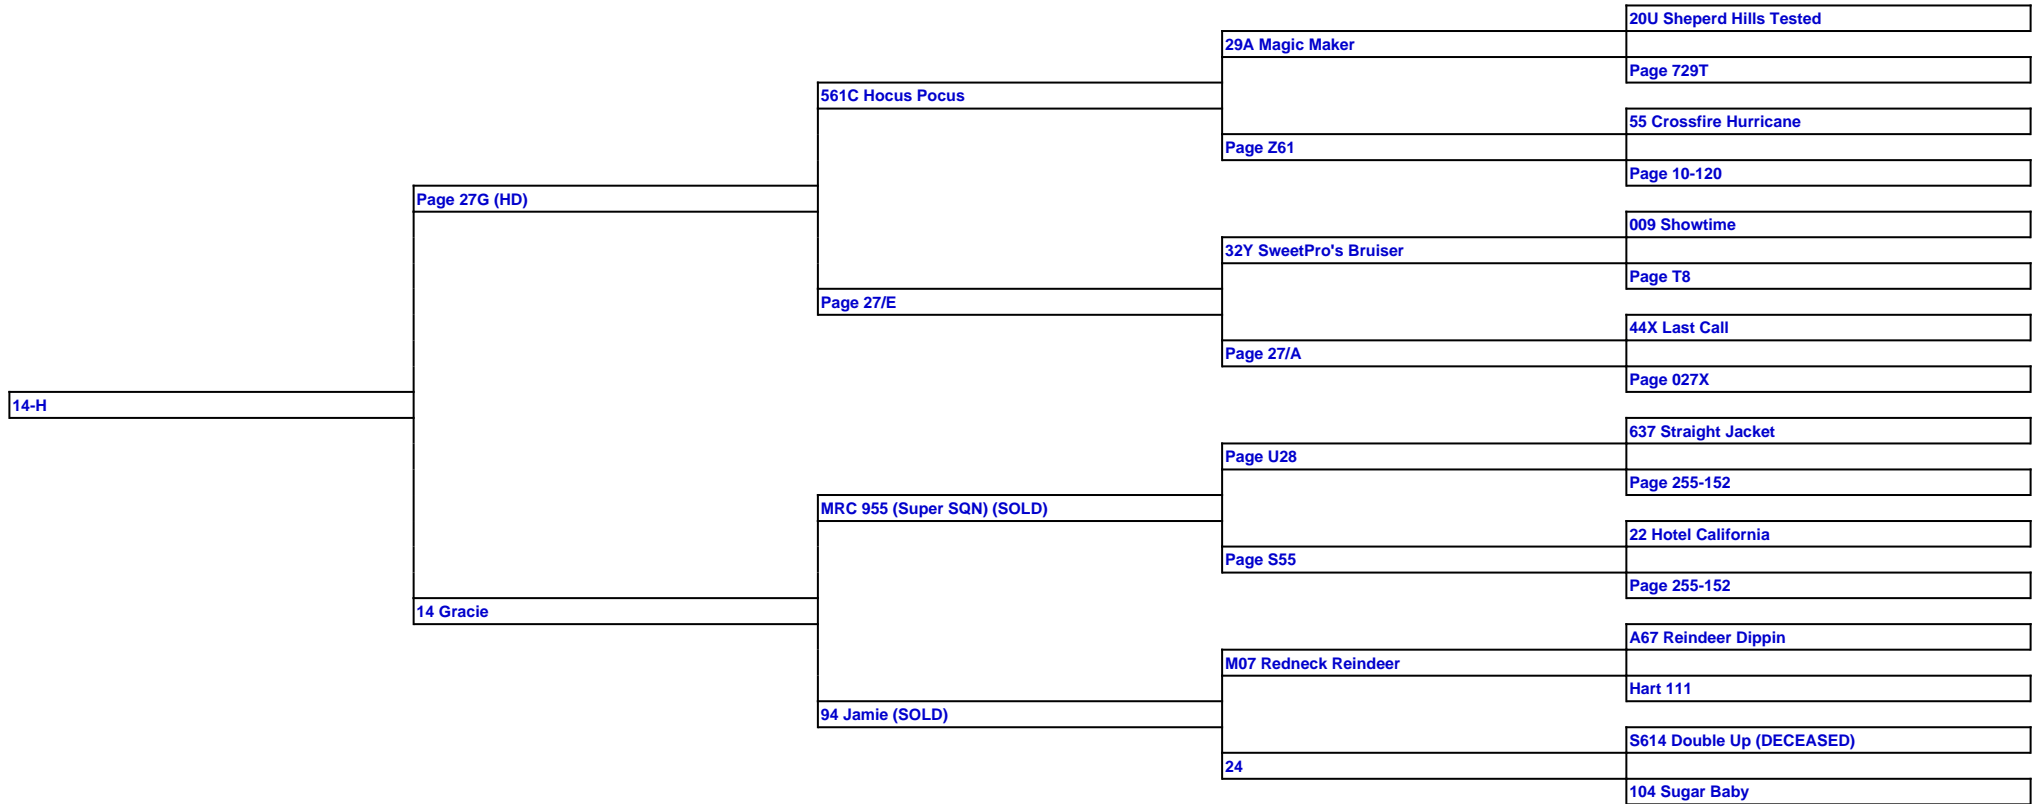 20U Sheperd Hills Tested
29A Magic Maker
Page 729T
561C Hocus Pocus
55 Crossfire Hurricane
Page Z61
Page 10-120
Page 27G (HD)
009 Showtime
32Y SweetPro's Bruiser
Page T8
Page 27/E
44X Last Call
Page 27/A
Page 027X
14-H
637 Straight Jacket
Page U28
Page 255-152
MRC 955 (Super SQN) (SOLD)
22 Hotel California
Page S55
Page 255-152
14 Gracie
A67 Reindeer Dippin
M07 Redneck Reindeer
Hart 111
94 Jamie (SOLD)
S614 Double Up (DECEASED)
24
104 Sugar Baby